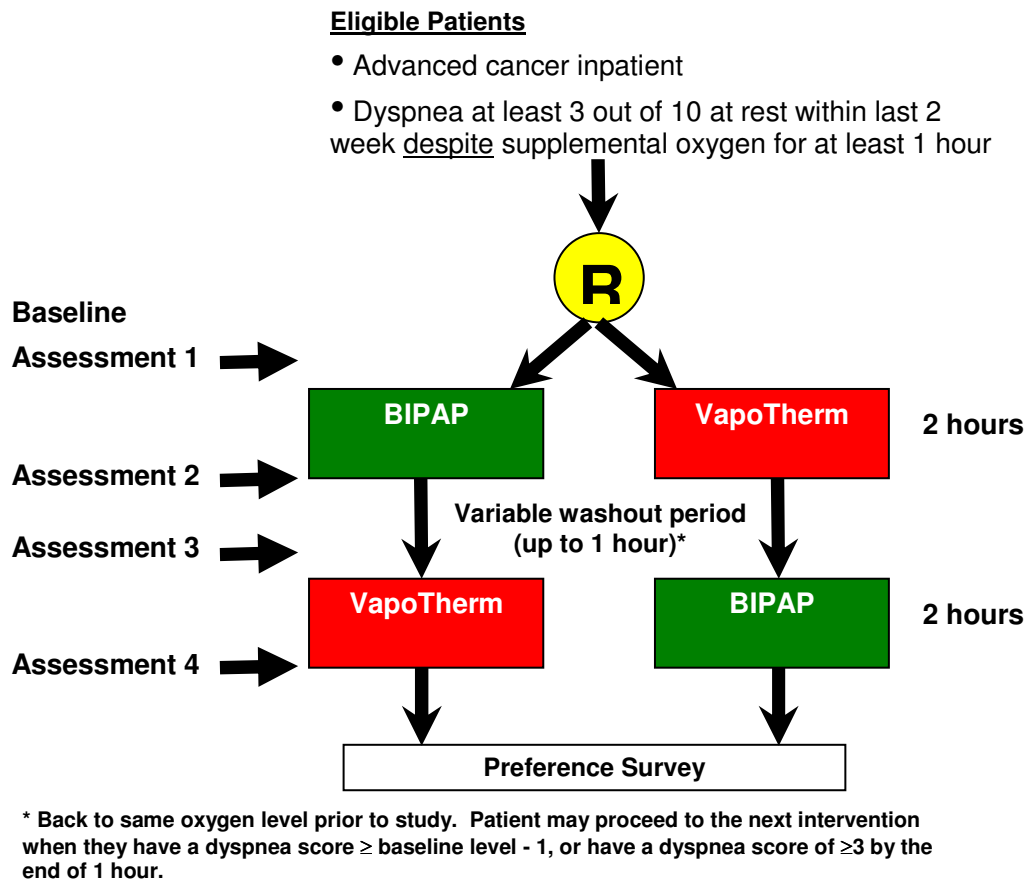 Eligible Patients
• Advanced cancer inpatient
• Dyspnea at least 3 out of 10 at rest within last 2
week despite supplemental oxygen for at least 1 hour
R
Baseline
Assessment 1
BIPAP
VapoTherm
2 hours
Assessment 2
Variable washout period
(up to 1 hour)*
Assessment 3
VapoTherm
BIPAP
2 hours
Assessment 4
Preference Survey
* Back to same oxygen level prior to study. Patient may proceed to the next intervention
when they have a dyspnea score ≥ baseline level - 1, or have a dyspnea score of ≥3 by the
end of 1 hour.